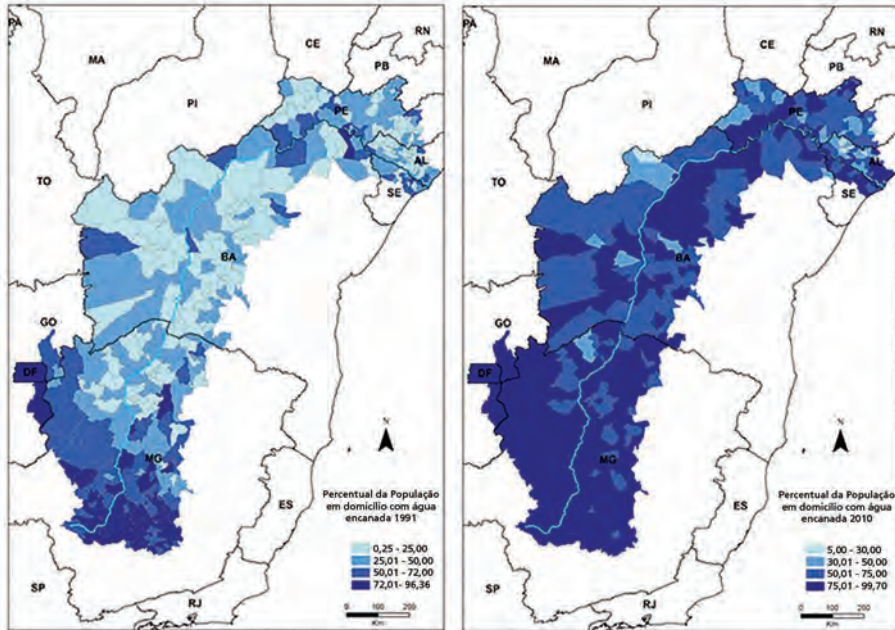 PA
RN
CE
MA
PB
PI
PE
AL
TO
SE
BA
GO
DF
N
MG
ES
Percentual da População
em domicílio com água
encanada 1991
0,25 - 25,00
25,01 - 50,00
50,01 - 72,00
72,01- 96,36
SP
RJ
0 100 200
Km
PA
RN
CE
MA
PB
PI
PE
AL
TO
SE
BA
GO
DF
N
MG
ES
Percentual da População
em domicílio com água
encanada 2010
5,00 - 30,00
30,01 - 50,00
50,01 - 75,00
75,01 - 99,70
SP
RJ
0 100 200
Km